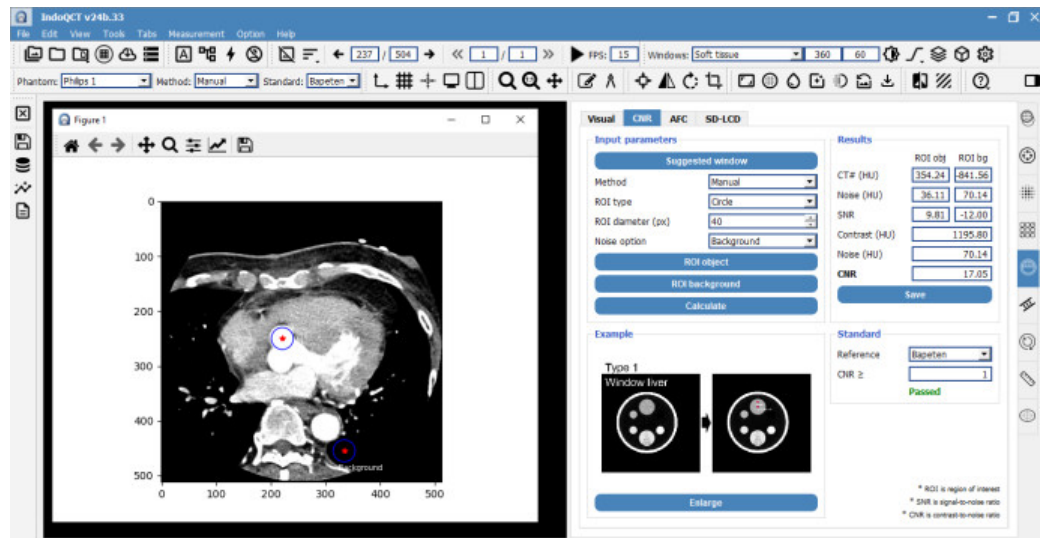 IndoQCT v24b.33
File Edit View Tools Tabs Measurement Option Help
237 / 504 1 / 1 FPS: 15 Windows: Soft tissue 360 60
Phantom: Philips 1 Method: Manual Standard: Bapeten
Figure 1
0
100
200
300
400
500
0 100 200 300 400 500
Background
Visual CNR AFC SD-LCD
Input parameters
Suggested window
Method Manual
ROI type Circle
ROI diameter (px) 40
Noise option Background
ROI object
ROI background
Calculate
Results
ROI obj ROI bg
CT# (HU) 354.24 -841.56
Noise (HU) 36.11 70.14
SNR 9.81 -12.00
Contrast (HU) 1195.80
Noise (HU) 70.14
CNR 17.05
Save
Example
Type 1
Window liver
Enlarge
Standard
Reference Bapeten
CNR ≥ 1
Passed
* ROI is region of interest
* SNR is signal-to-noise ratio
* CNR is contrast-to-noise ratio